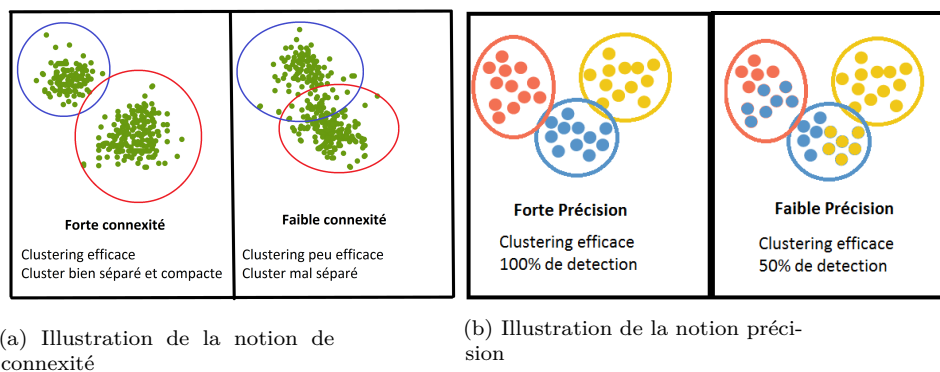 Forte connexité
Clustering efficace
Cluster bien séparé et compacte
Faible connexité
Clustering peu efficace
Cluster mal séparé
(a) Illustration de la notion de
connexité
Forte Précision
Clustering efficace
100% de detection
Faible Précision
Clustering efficace
50% de detection
(b) Illustration de la notion préci-
sion